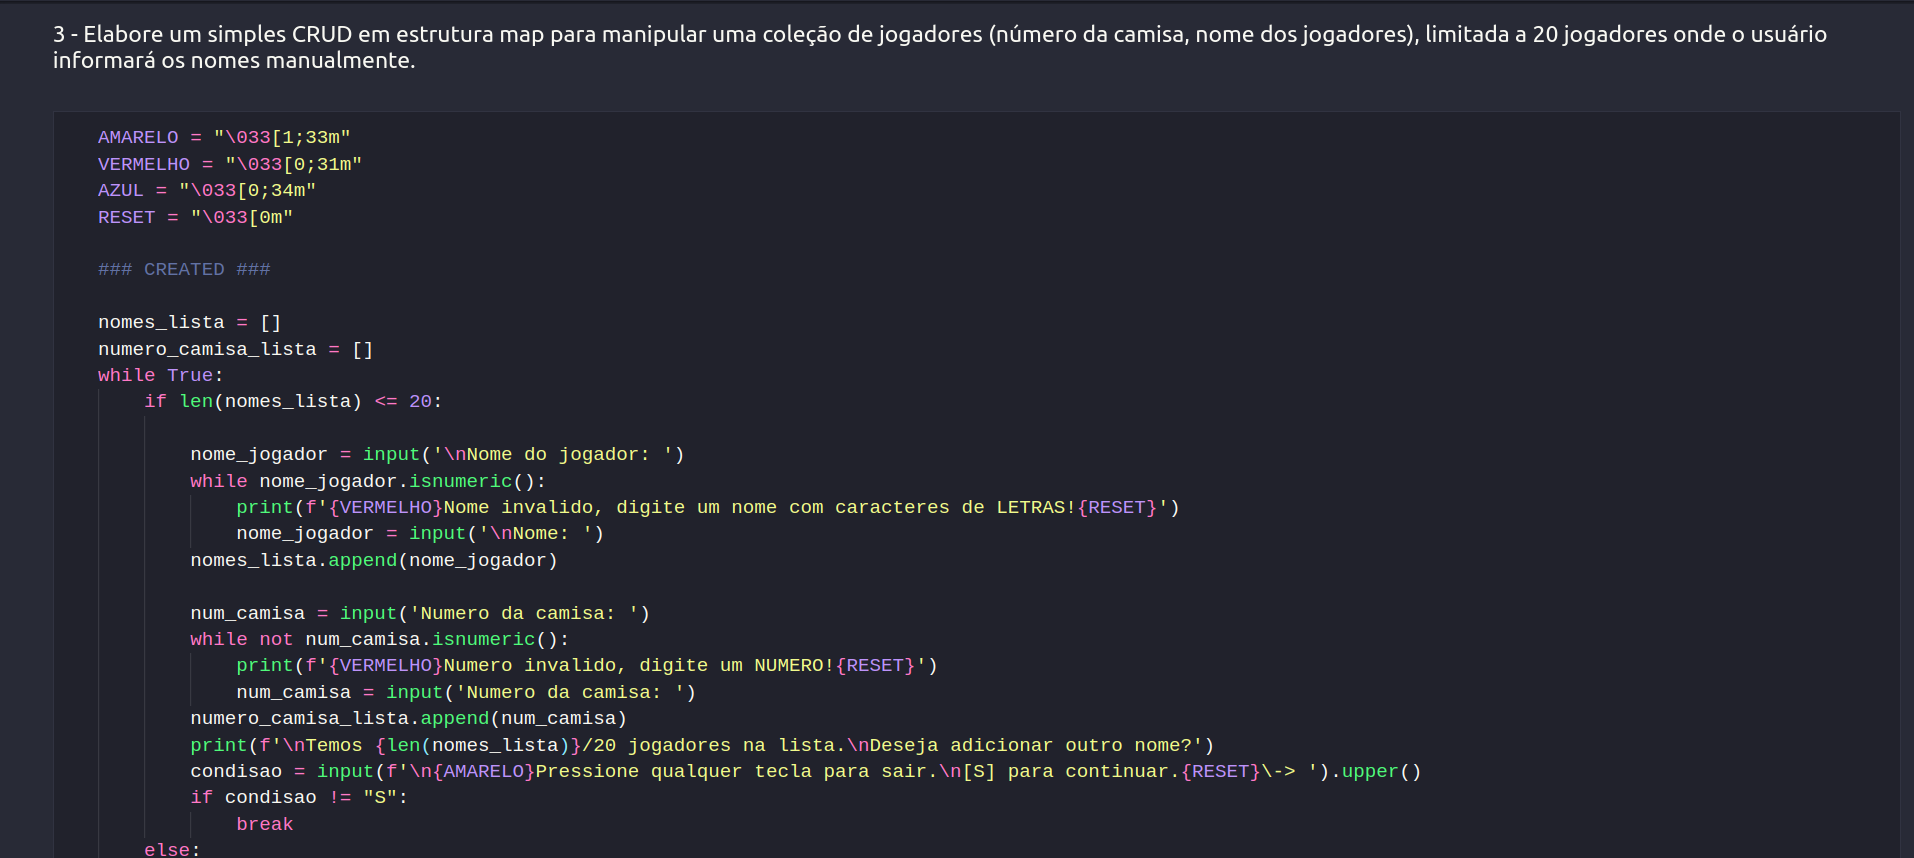 3 - Elabore um simples CRUD em estrutura map para manipular uma coleção de jogadores (número da camisa, nome dos jogadores), limitada a 20 jogadores onde o usuário
informará os nomes manualmente.
AMARELO = "\033[1;33m"
VERMELHO = "\033[0;31m"
AZUL = "\033[0;34m"
RESET = "\033[0m"
### CREATED ###
nomes_lista = []
numero_camisa_lista = []
while True:
    if len(nomes_lista) <= 20:
        nome_jogador = input('\nNome do jogador: ')
        while nome_jogador.isnumeric():
            print(f'{VERMELHO}Nome invalido, digite um nome com caracteres de LETRAS!{RESET}')
            nome_jogador = input('\nNome: ')
        nomes_lista.append(nome_jogador)
        num_camisa = input('Numero da camisa: ')
        while not num_camisa.isnumeric():
            print(f'{VERMELHO}Numero invalido, digite um NUMERO!{RESET}')
            num_camisa = input('Numero da camisa: ')
        numero_camisa_lista.append(num_camisa)
        print(f'\nTemos {len(nomes_lista)}/20 jogadores na lista.\nDeseja adicionar outro nome?')
        condisao = input(f'\n{AMARELO}Pressione qualquer tecla para sair.\n[S] para continuar.{RESET}\-> ').upper()
        if condisao != "S":
            break
    else: